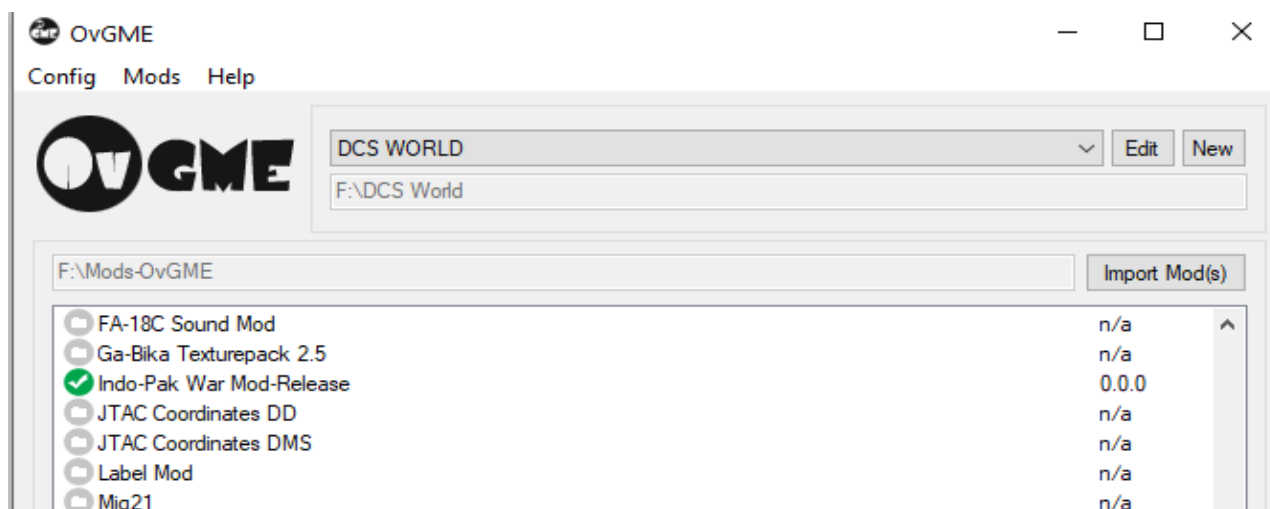 OvGME
Config Mods Help
OvGME
DCS WORLD
Edit
New
F:\DCS World
F:\Mods-OvGME
Import Mod(s)
FA-18C Sound Mod n/a
Ga-Bika Texturepack 2.5 n/a
Indo-Pak War Mod-Release 0.0.0
JTAC Coordinates DD n/a
JTAC Coordinates DMS n/a
Label Mod n/a
Mig21 n/a